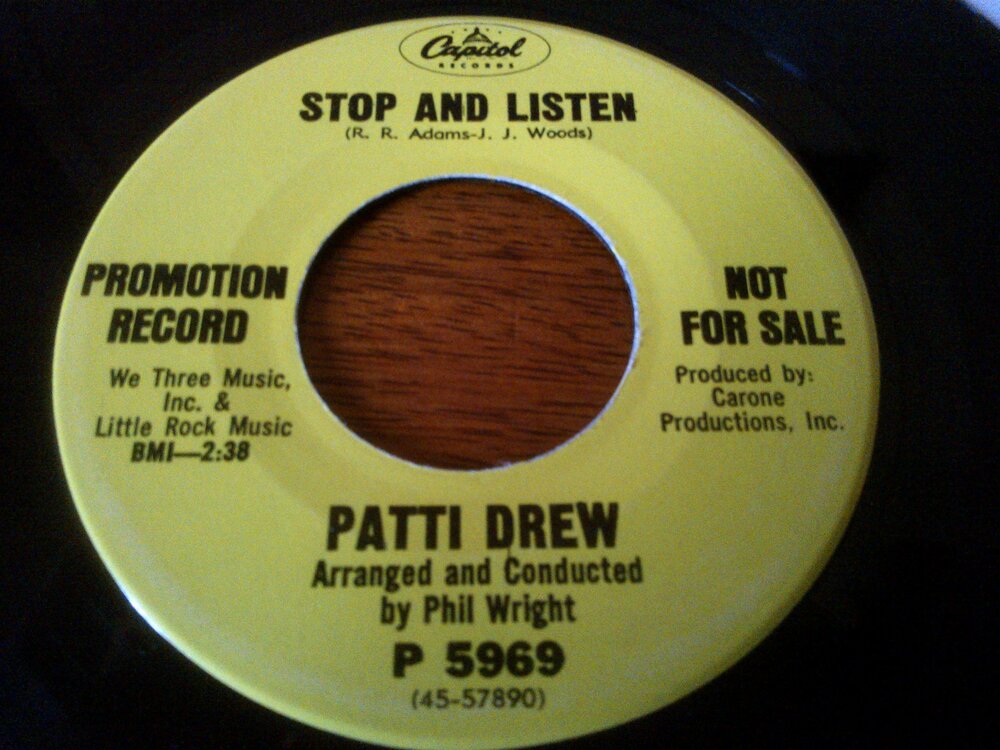 Capitol
RECORDS
STOP AND LISTEN
(R. R. Adams-J. J. Woods)
PROMOTION
RECORD
We Three Music,
Inc. &
Little Rock Music
BMI—2:38
NOT
FOR SALE
Produced by:
Carone
Productions, Inc.
PATTI DREW
Arranged and Conducted
by Phil Wright
P 5969
(45-57890)